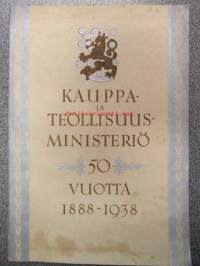 KAUPPA-
JA
TEOLLISUUS-
MINISTERIÖ
50
VUOTTA
1888-1938